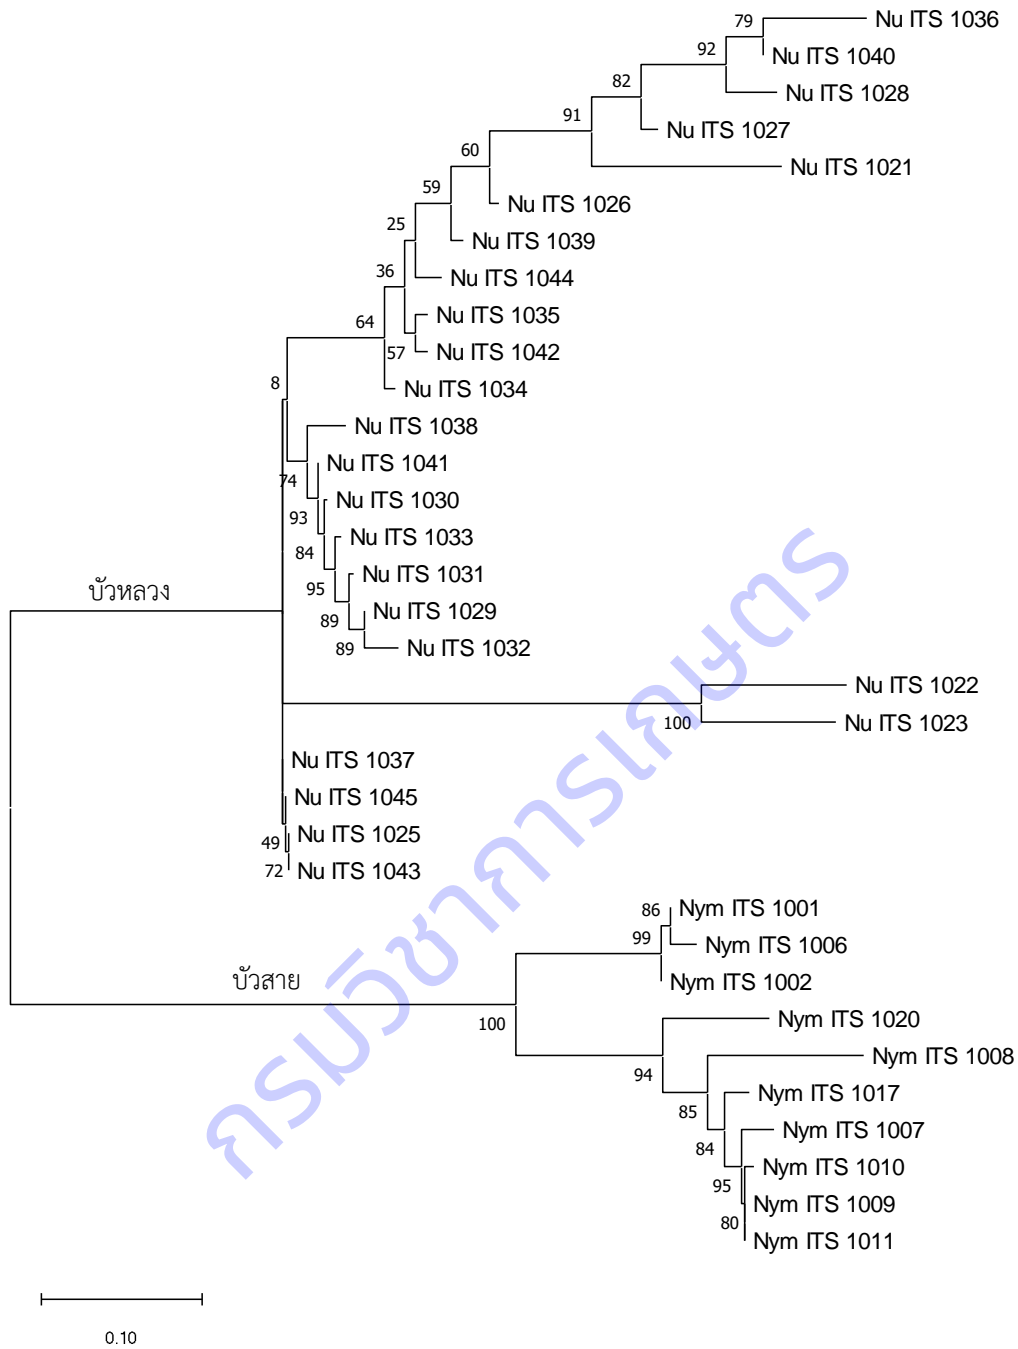 79
Nu ITS 1036
92
Nu ITS 1040
82
Nu ITS 1028
91
Nu ITS 1027
60
Nu ITS 1021
59
Nu ITS 1026
25
Nu ITS 1039
36
Nu ITS 1044
64
Nu ITS 1035
57
Nu ITS 1042
8
Nu ITS 1034
Nu ITS 1038
74
Nu ITS 1041
93
Nu ITS 1030
84
Nu ITS 1033
95
Nu ITS 1031
89
Nu ITS 1029
89
Nu ITS 1032
บัวหลวง
Nu ITS 1022
100
Nu ITS 1023
Nu ITS 1037
Nu ITS 1045
49
Nu ITS 1025
72
Nu ITS 1043
86
Nym ITS 1001
99
Nym ITS 1006
Nym ITS 1002
บัวสาย
100
Nym ITS 1020
94
Nym ITS 1008
85
Nym ITS 1017
84
Nym ITS 1007
95
Nym ITS 1010
80
Nym ITS 1009
Nym ITS 1011
0.10
กรมวิชาการเกษตร